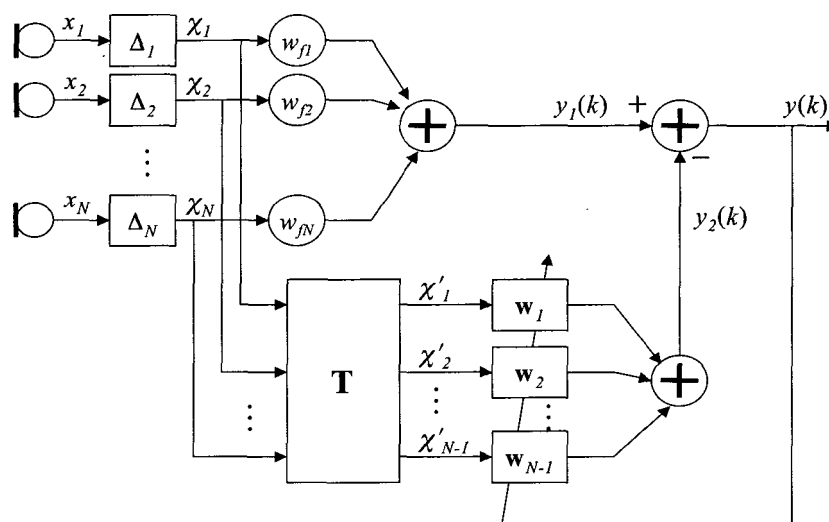 x1 Δ1 χ1 wf1
x2 Δ2 χ2 wf2
y1(k) + y(k)
−
xN ΔN χN wfN
y2(k)
T
χ'1 w1
χ'2 w2
χ'N-1 wN-1